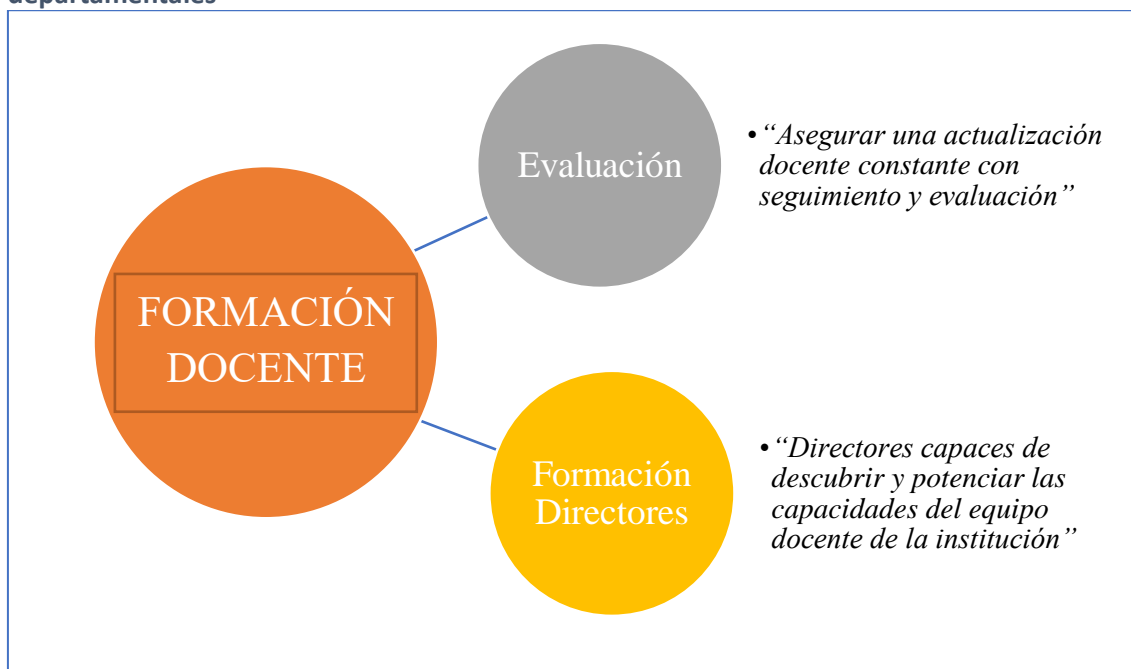 departamentales
Evaluación
•“Asegurar una actualización
docente constante con
seguimiento y evaluación”
FORMACIÓN
DOCENTE
Formación
Directores
•“Directores capaces de
descubrir y potenciar las
capacidades del equipo
docente de la institución”